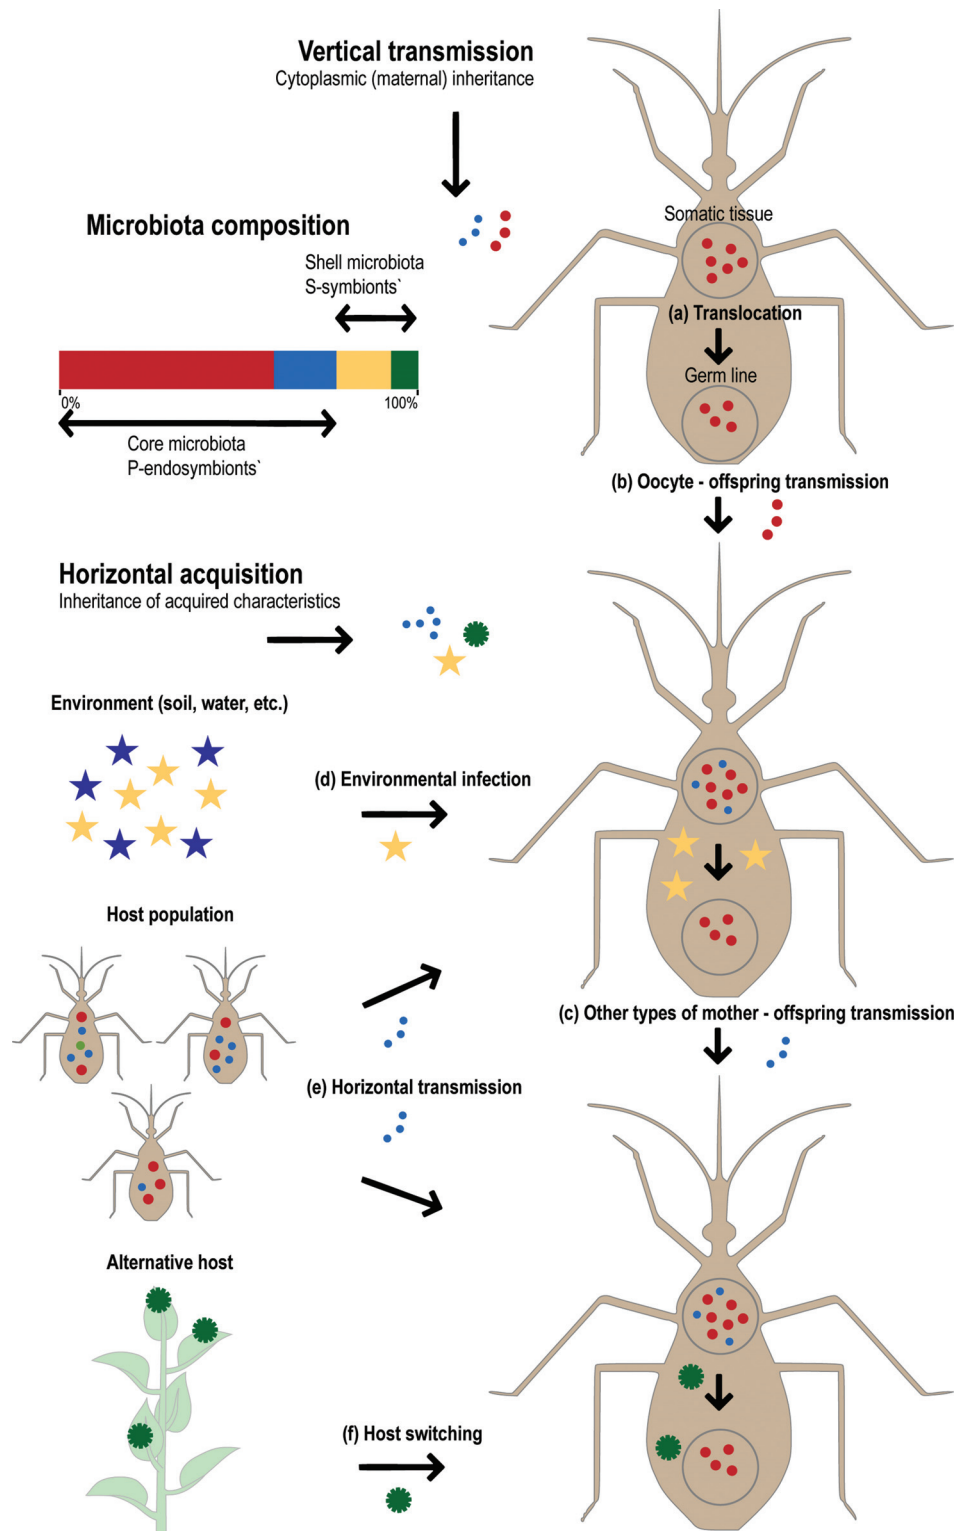 Vertical transmission
Cytoplasmic (maternal) inheritance
Microbiota composition
Shell microbiota
S-symbionts`
0%
100%
Core microbiota
P-endosymbionts`
Somatic tissue
(a) Translocation
Germ line
(b) Oocyte - offspring transmission
Horizontal acquisition
Inheritance of acquired characteristics
Environment (soil, water, etc.)
(d) Environmental infection
Host population
(c) Other types of mother - offspring transmission
(e) Horizontal transmission
Alternative host
(f) Host switching